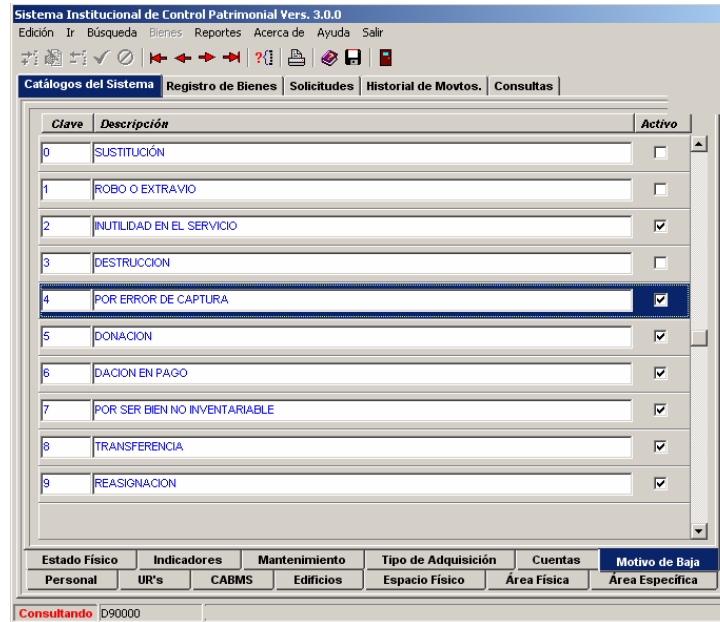 Sistema Institucional de Control Patrimonial Vers. 3.0.0
Edición Ir Búsqueda Bienes Reportes Acerca de Ayuda Salir
Catálogos del Sistema Registro de Bienes Solicitudes Historial de Movtos. Consultas
Clave Descripción Activo
0 SUSTITUCIÓN
1 ROBO O EXTRAVIO
2 INUTILIDAD EN EL SERVICIO
3 DESTRUCCION
4 POR ERROR DE CAPTURA
5 DONACION
6 DACION EN PAGO
7 POR SER BIEN NO INVENTARIABLE
8 TRANSFERENCIA
9 REASIGNACION
Estado Físico Indicadores Mantenimiento Tipo de Adquisición Cuentas Motivo de Baja
Personal UR's CABMS Edificios Espacio Físico Área Física Área Específica
Consultando D90000